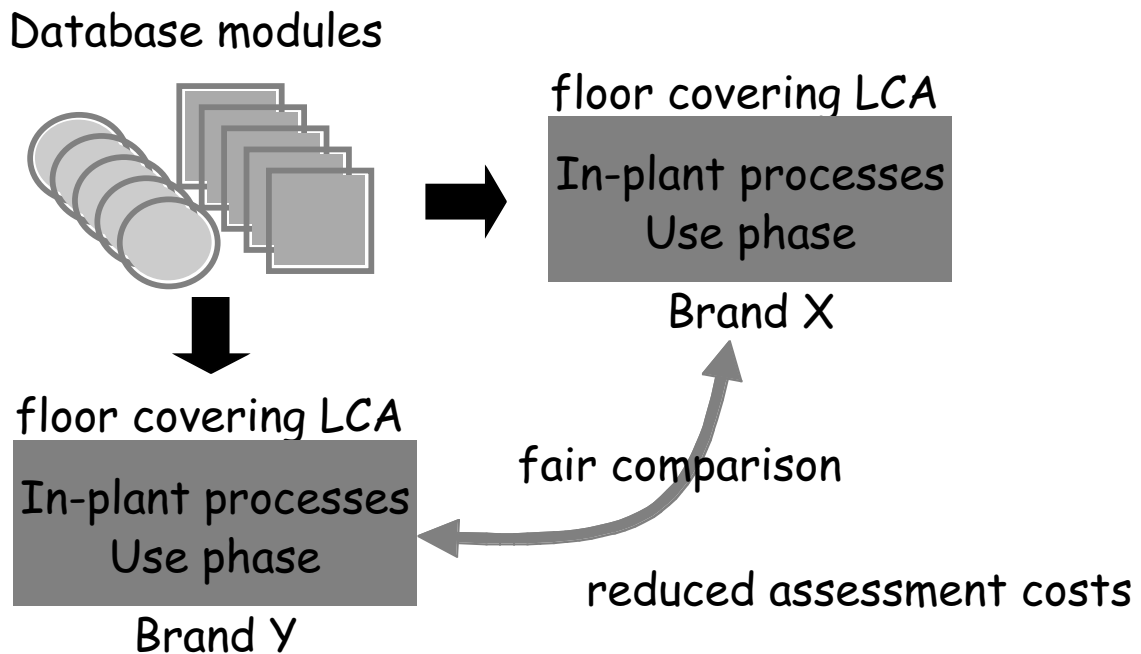 Database modules
floor covering LCA
In-plant processes
Use phase
Brand X
floor covering LCA
In-plant processes
Use phase
Brand Y
fair comparison
reduced assessment costs